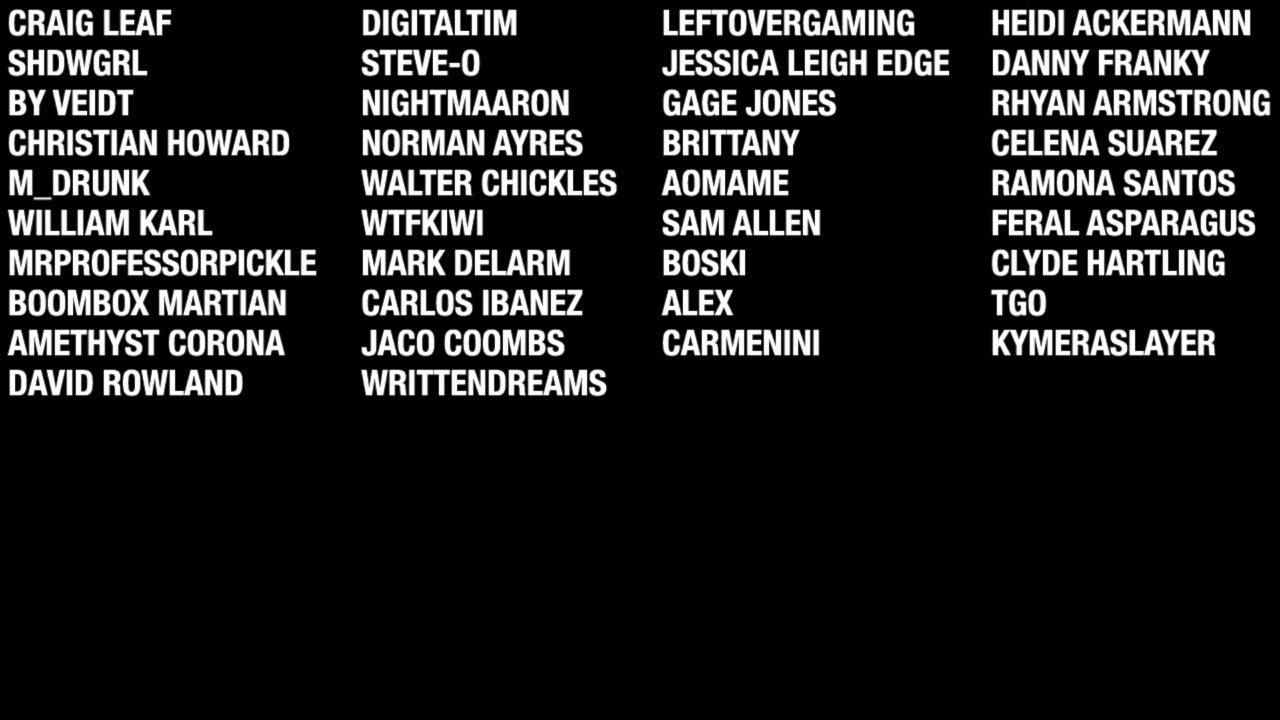 CRAIG LEAF
SHDWGRL
BY VEIDT
CHRISTIAN HOWARD
M_DRUNK
WILLIAM KARL
MRPROFESSORPICKLE
BOOMBOX MARTIAN
AMETHYST CORONA
DAVID ROWLAND
DIGITALTIM
STEVE-O
NIGHTMAARON
NORMAN AYRES
WALTER CHICKLES
WTFKIWI
MARK DELARM
CARLOS IBANEZ
JACO COOMBS
WRITTENDREAMS
LEFTOVERGAMING
JESSICA LEIGH EDGE
GAGE JONES
BRITTANY
AOMAME
SAM ALLEN
BOSKI
ALEX
CARMENINI
HEIDI ACKERMANN
DANNY FRANKY
RHYAN ARMSTRONG
CELENA SUAREZ
RAMONA SANTOS
FERAL ASPARAGUS
CLYDE HARTLING
TGO
KYMERASLAYER